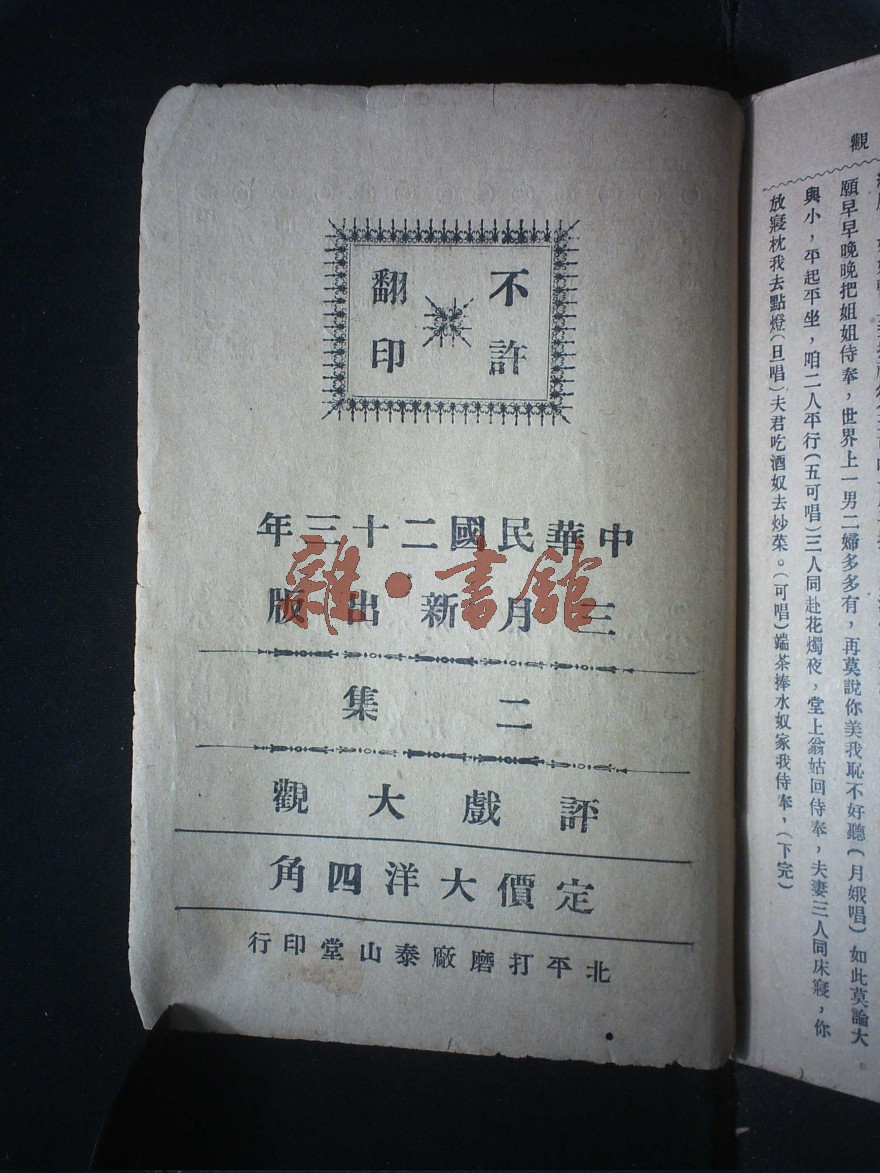 不許
翻印
中華民國二十三年
三月新出版
二集
評戲大觀
定價大洋四角
北平打磨廠泰山堂印行
雜·書館
觀
願早早晚晚把姐姐侍奉，世界上一男二婦多多有，再莫說你美我恥不好聽（月娥唱）如此莫論大
與小，平起平坐，咱二人平行（五可唱）三人同赴花燭夜，堂上翁姑回侍奉，夫妻三人同床寢，你
放寢枕我去點燈（旦唱）夫君吃酒奴去炒菜。（可唱）端茶捧水奴家我侍奉，（下完）